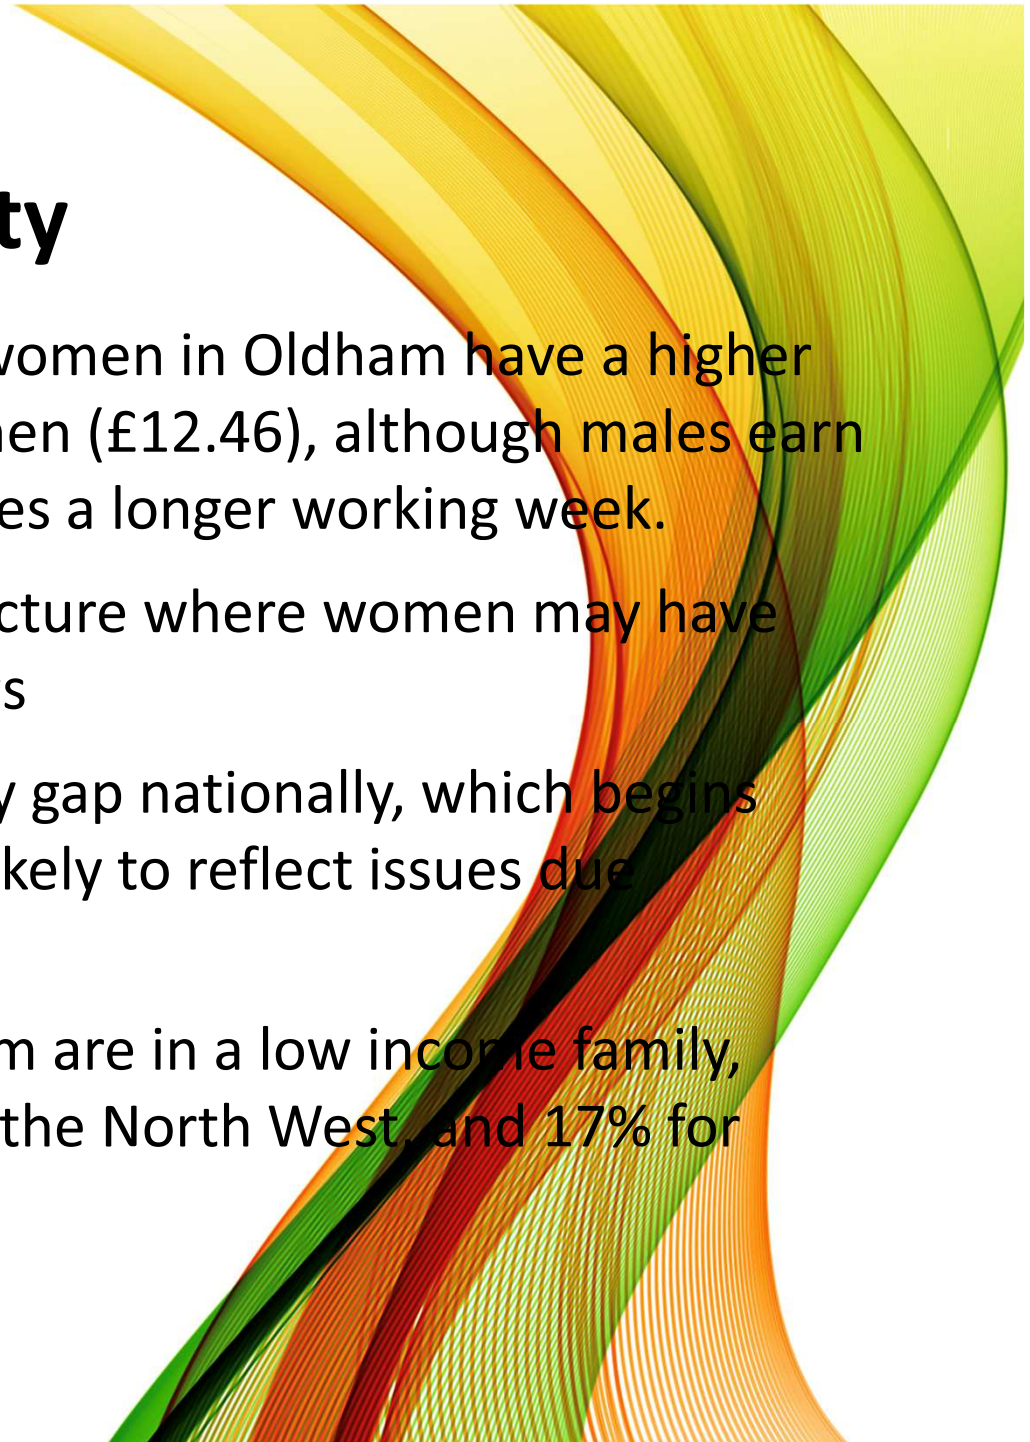 ty
women in Oldham have a higher
men (£12.46), although males earn
es a longer working week.
cture where women may have
s
y gap nationally, which begins
kely to reflect issues due
m are in a low income family,
the North West, and 17% for